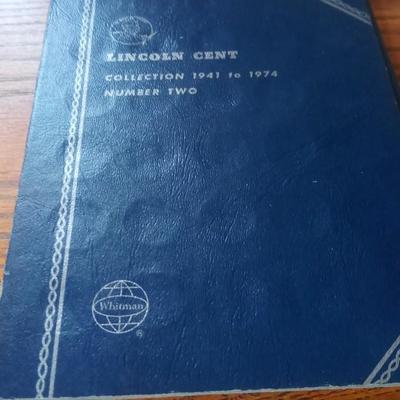 LINCOLN CENT
COLLECTION 1941 to 1974
NUMBER TWO
Whitman
®